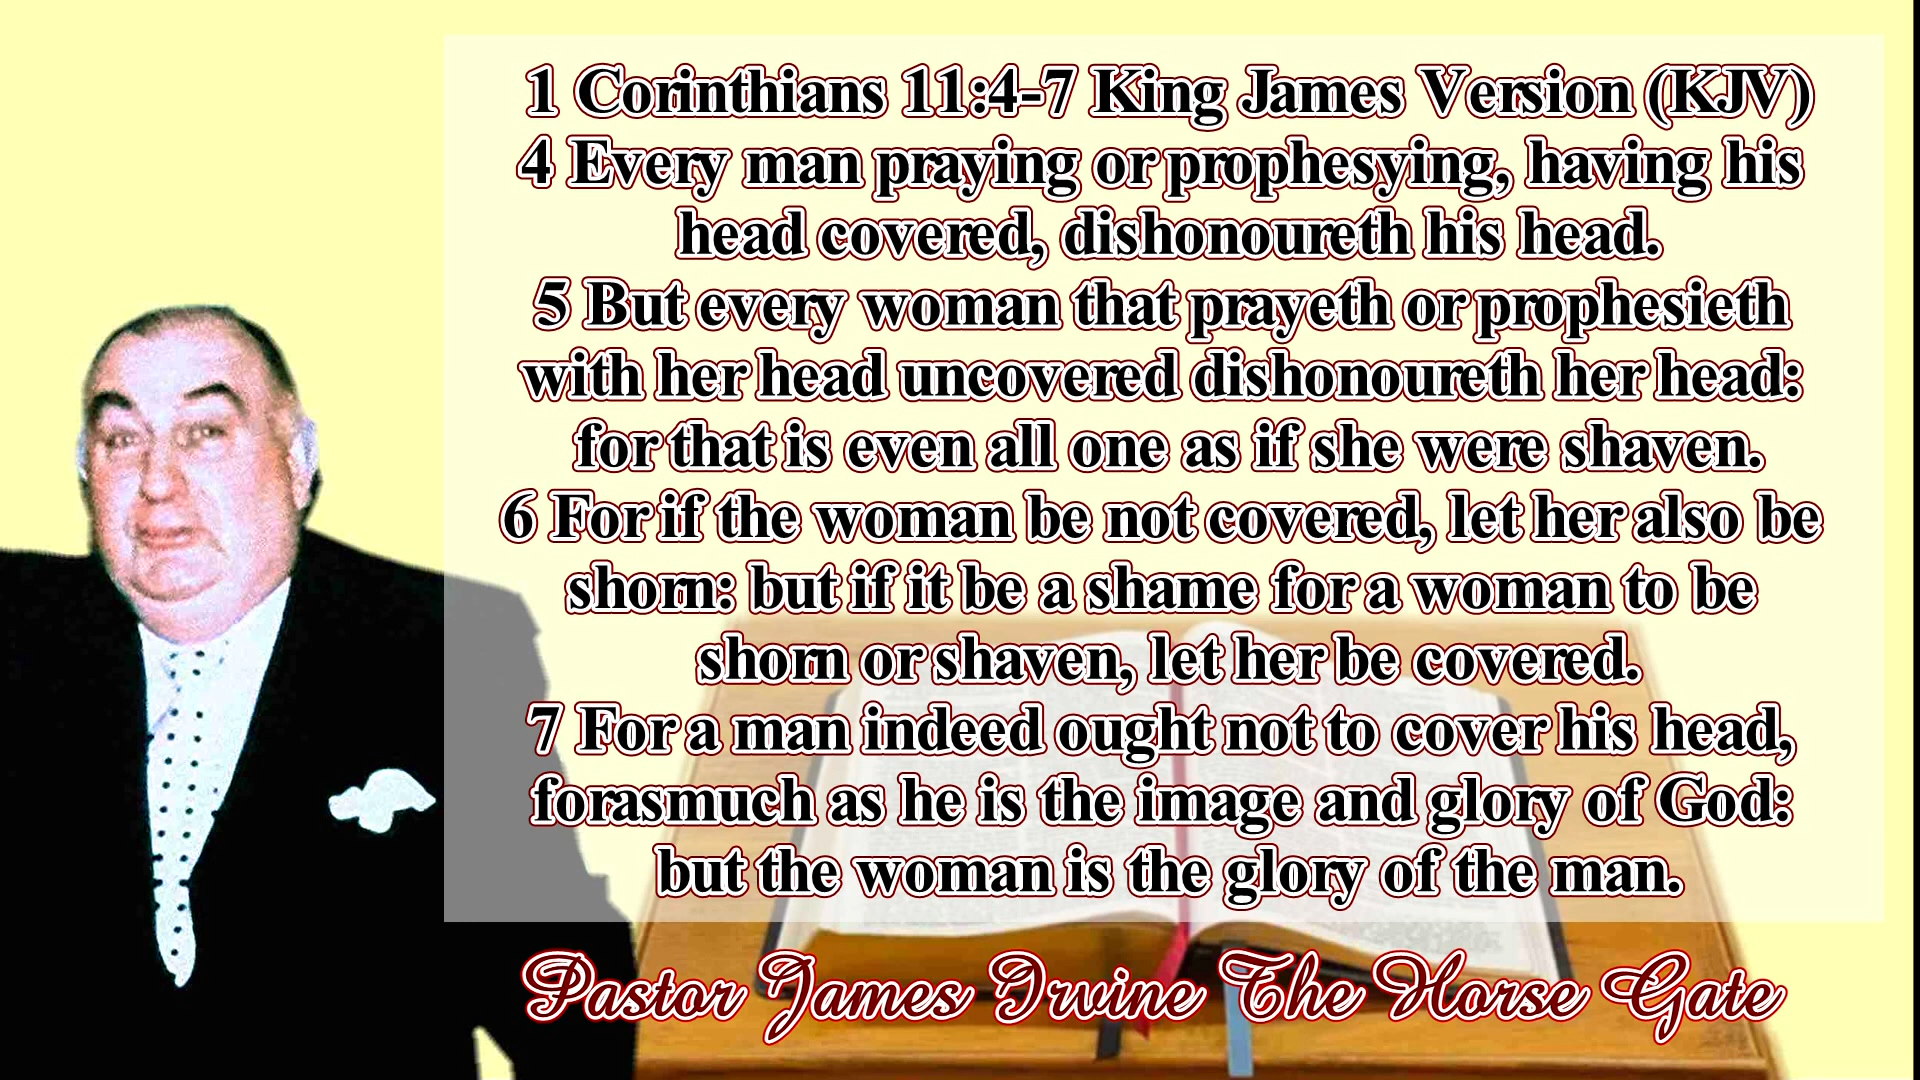 1 Corinthians 11:4-7 King James Version (KJV)
4 Every man praying or prophesying, having his
head covered, dishonoureth his head.
5 But every woman that prayeth or prophesieth
with her head uncovered dishonoureth her head:
for that is even all one as if she were shaven.
6 For if the woman be not covered, let her also be
shorn: but if it be a shame for a woman to be
shorn or shaven, let her be covered.
7 For a man indeed ought not to cover his head,
forasmuch as he is the image and glory of God:
but the woman is the glory of the man.
Pastor James Irvine The Horse Gate